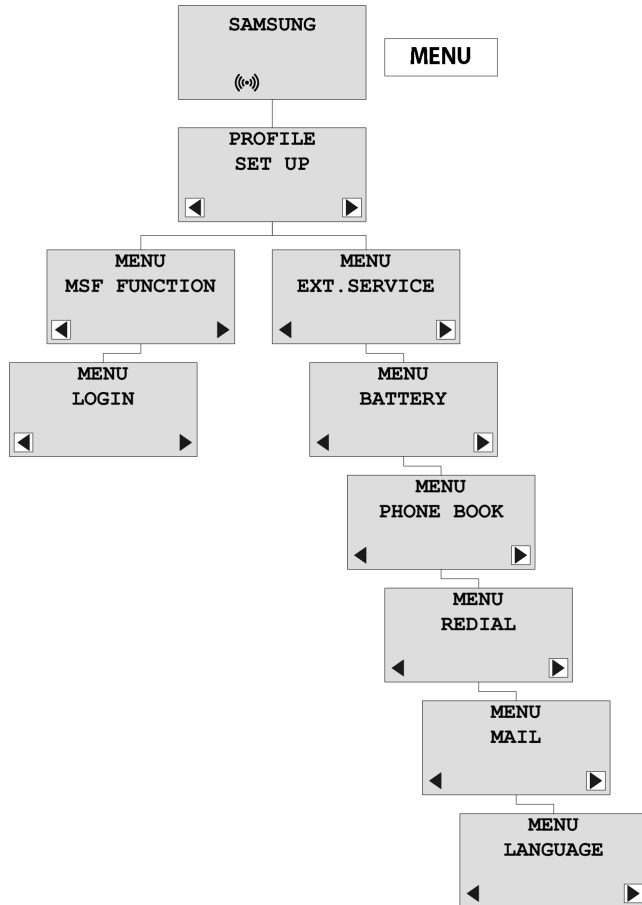 SAMSUNG
MENU
PROFILE
SET UP
MENU
MSF FUNCTION
MENU
EXT.SERVICE
MENU
LOGIN
MENU
BATTERY
MENU
PHONE BOOK
MENU
REDIAL
MENU
MAIL
MENU
LANGUAGE